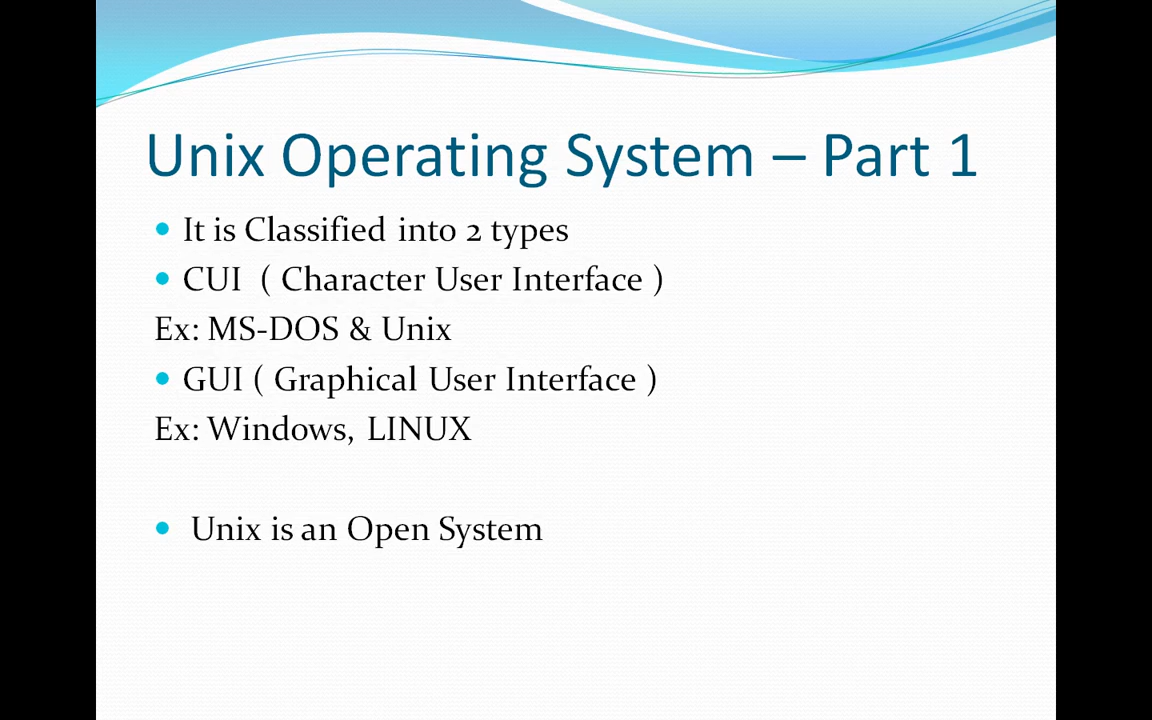 Unix Operating System – Part 1
• It is Classified into 2 types
• CUI ( Character User Interface )
Ex: MS-DOS & Unix
• GUI ( Graphical User Interface )
Ex: Windows, LINUX
• Unix is an Open System